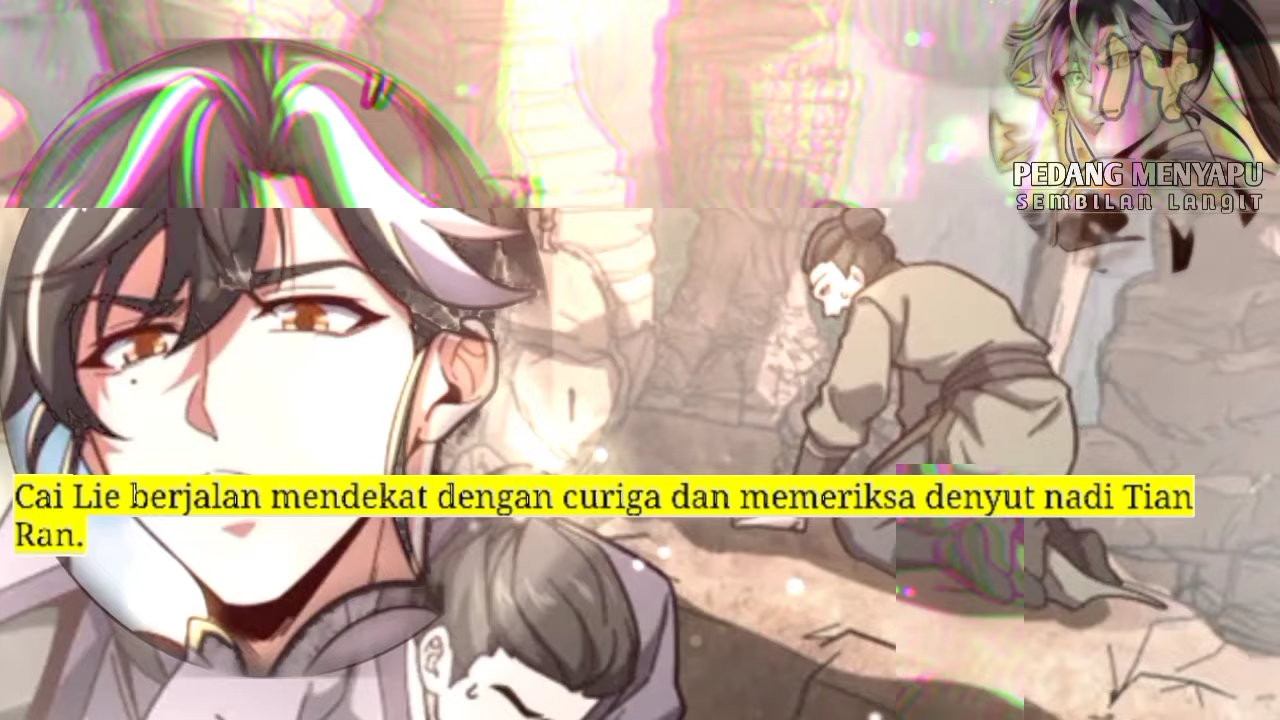 PEDANG MENYAPU
SEMBILAN LANGIT
Cai Lie berjalan mendekat dengan curiga dan memeriksa denyut nadi Tian
Ran.